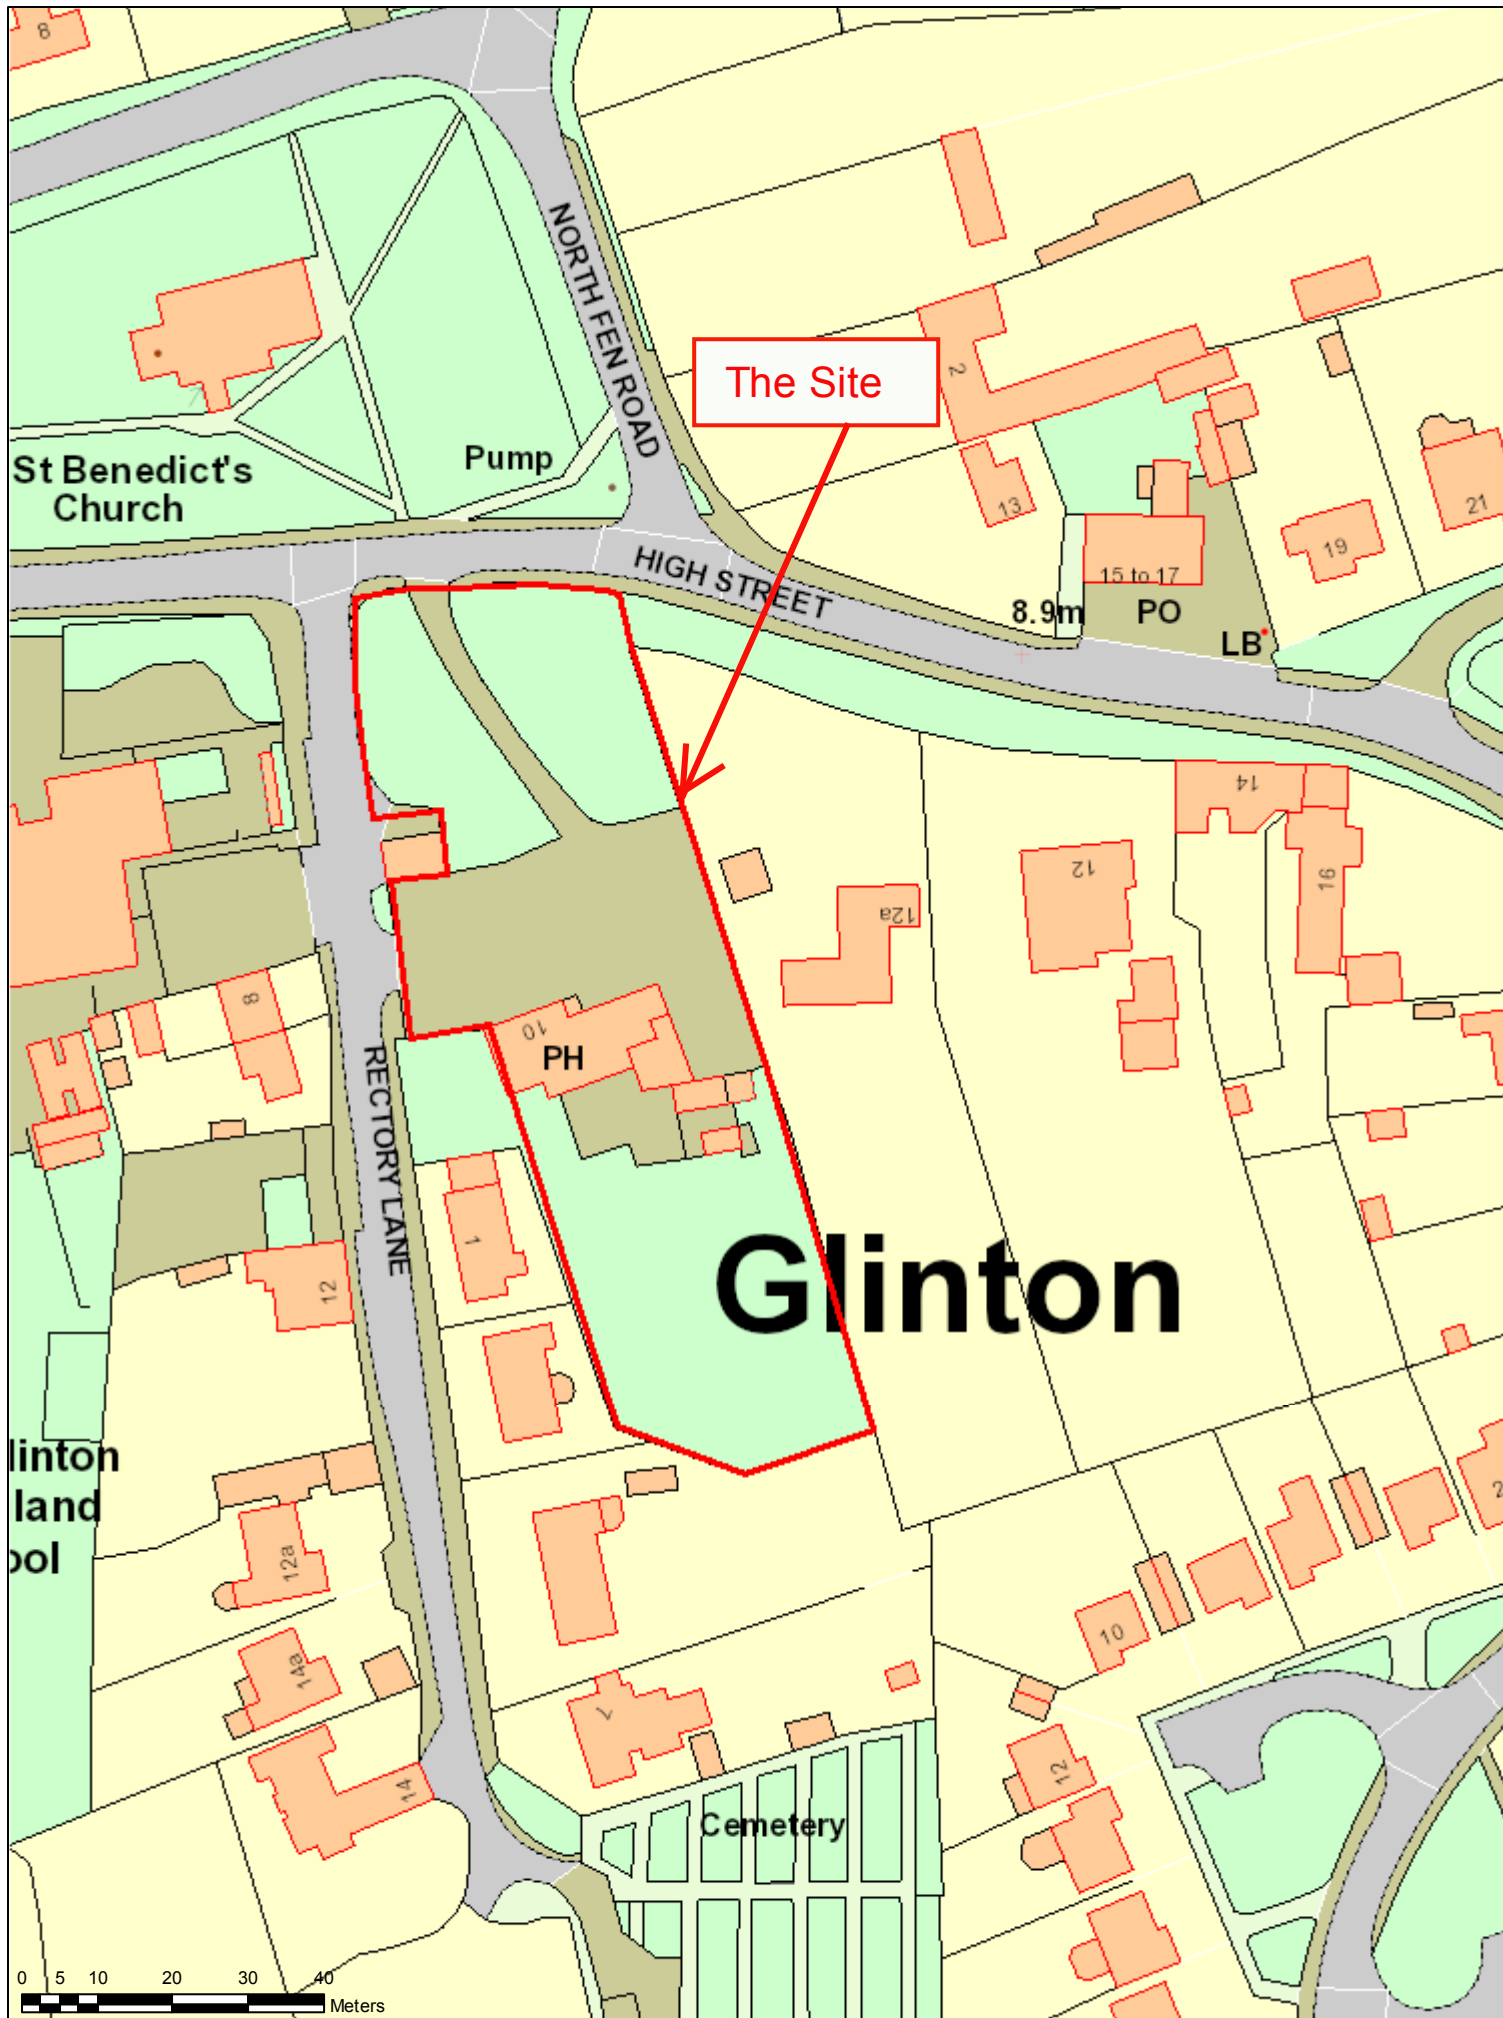 8
NORTH FEN ROAD
The Site
2
Pump
St Benedict's
Church
13
21
19
15 to 17
HIGH STREET
8.9m
PO
LB
14
12
16
12a
8
10
PH
RECTORY LANE
1
Glinton
12
linton
land
ool
2
12a
10
14a
7
12
14
Cemetery
0 5 10 20 30 40
Meters